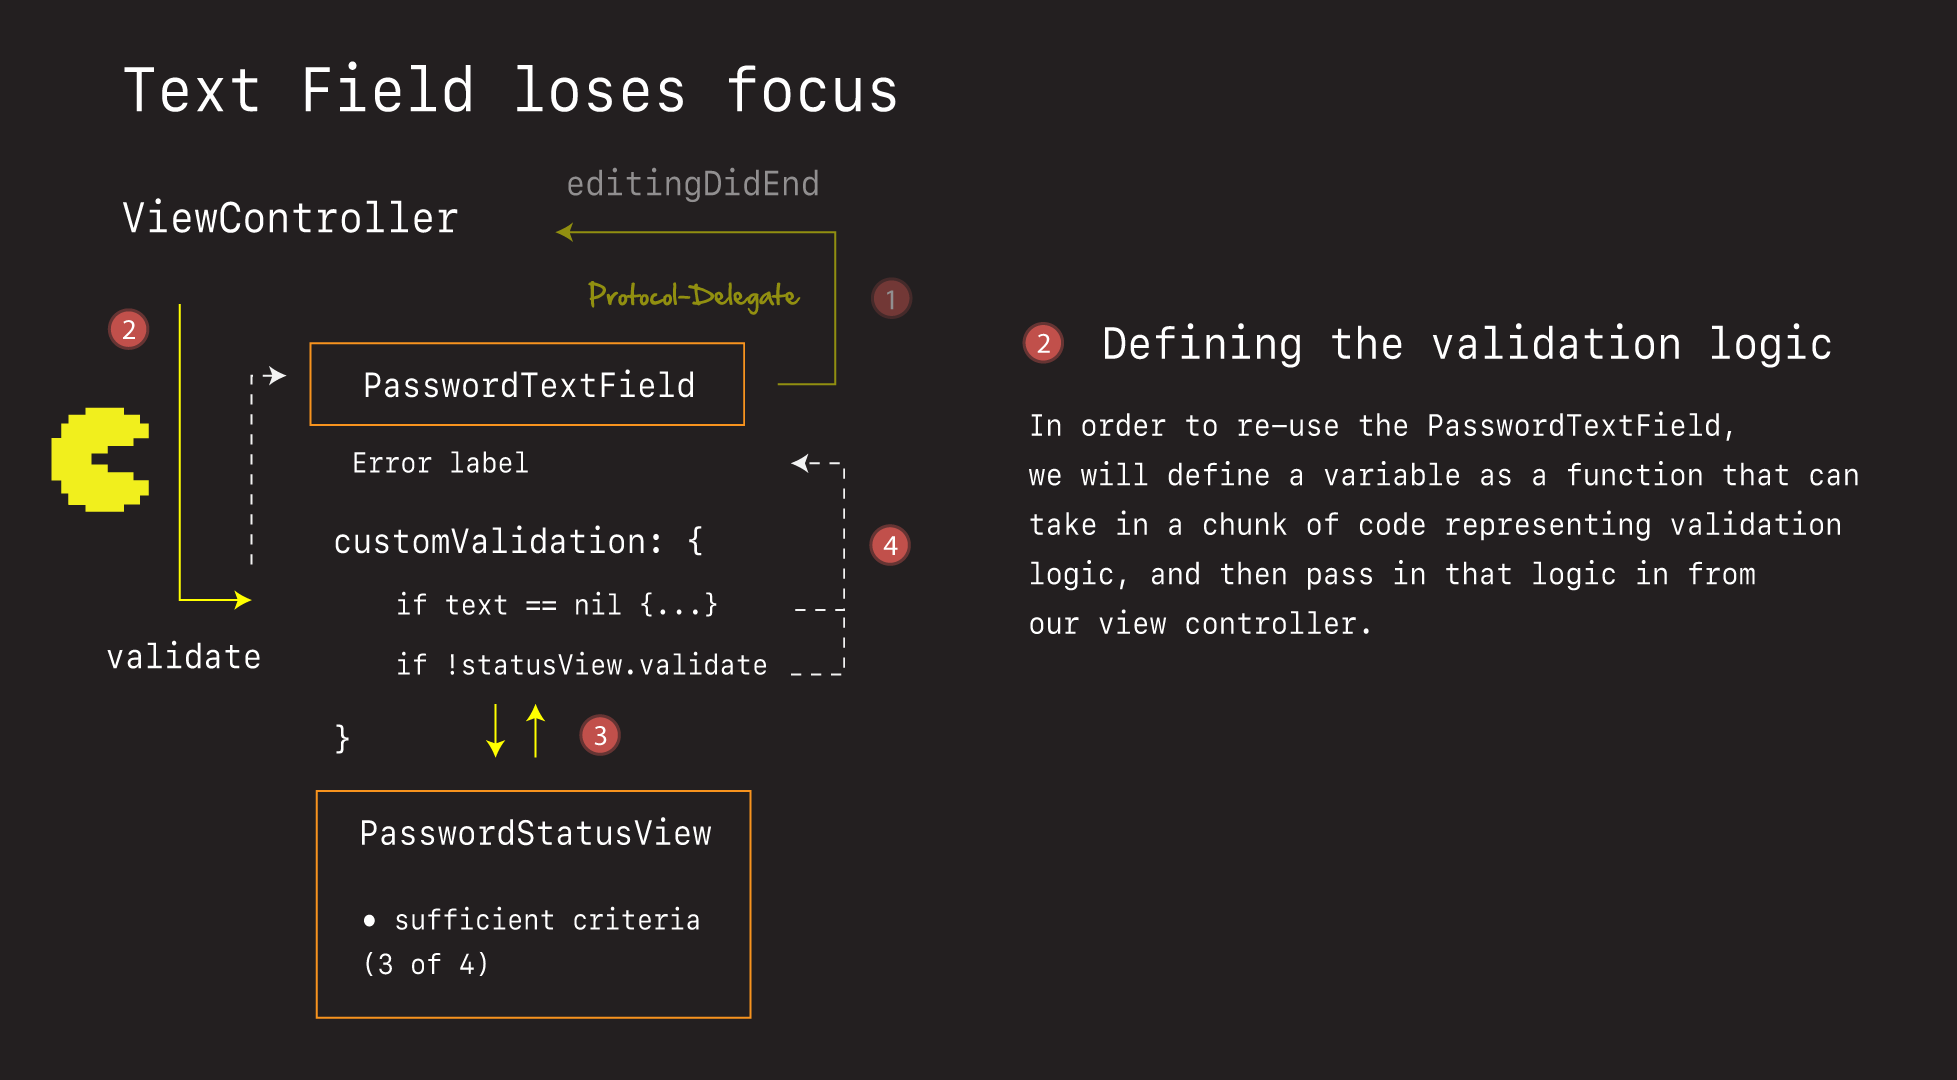 Text Field loses focus
editingDidEnd
ViewController
Protocol-Delegate
1
2
PasswordTextField
Error label
customValidation: {
4
if text == nil {...}
validate
if !statusView.validate
}
3
PasswordStatusView
• sufficient criteria
(3 of 4)
2 Defining the validation logic
In order to re-use the PasswordTextField,
we will define a variable as a function that can
take in a chunk of code representing validation
logic, and then pass in that logic in from
our view controller.